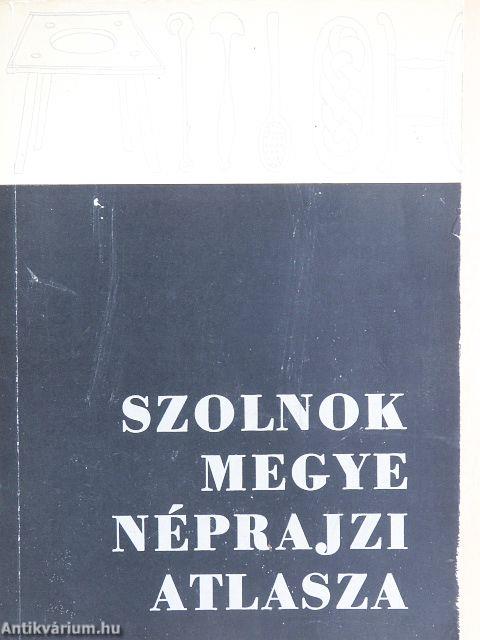 SZOLNOK
MEGYE
NÉPRAJZI
ATLASZA
Antikvárium.hu